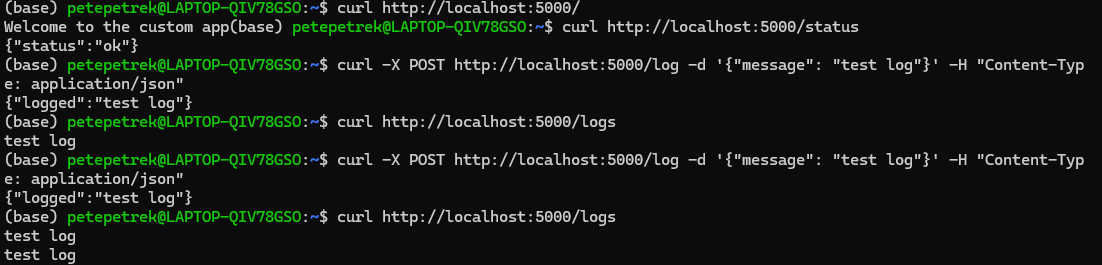 (base) petepetrek@LAPTOP-QIV78GSO:~$ curl http://localhost:5000/
Welcome to the custom app(base) petepetrek@LAPTOP-QIV78GSO:~$ curl http://localhost:5000/status
{"status":"ok"}
(base) petepetrek@LAPTOP-QIV78GSO:~$ curl -X POST http://localhost:5000/log -d '{"message": "test log"}' -H "Content-Typ
e: application/json"
{"logged":"test log"}
(base) petepetrek@LAPTOP-QIV78GSO:~$ curl http://localhost:5000/logs
test log
(base) petepetrek@LAPTOP-QIV78GSO:~$ curl -X POST http://localhost:5000/log -d '{"message": "test log"}' -H "Content-Typ
e: application/json"
{"logged":"test log"}
(base) petepetrek@LAPTOP-QIV78GSO:~$ curl http://localhost:5000/logs
test log
test log